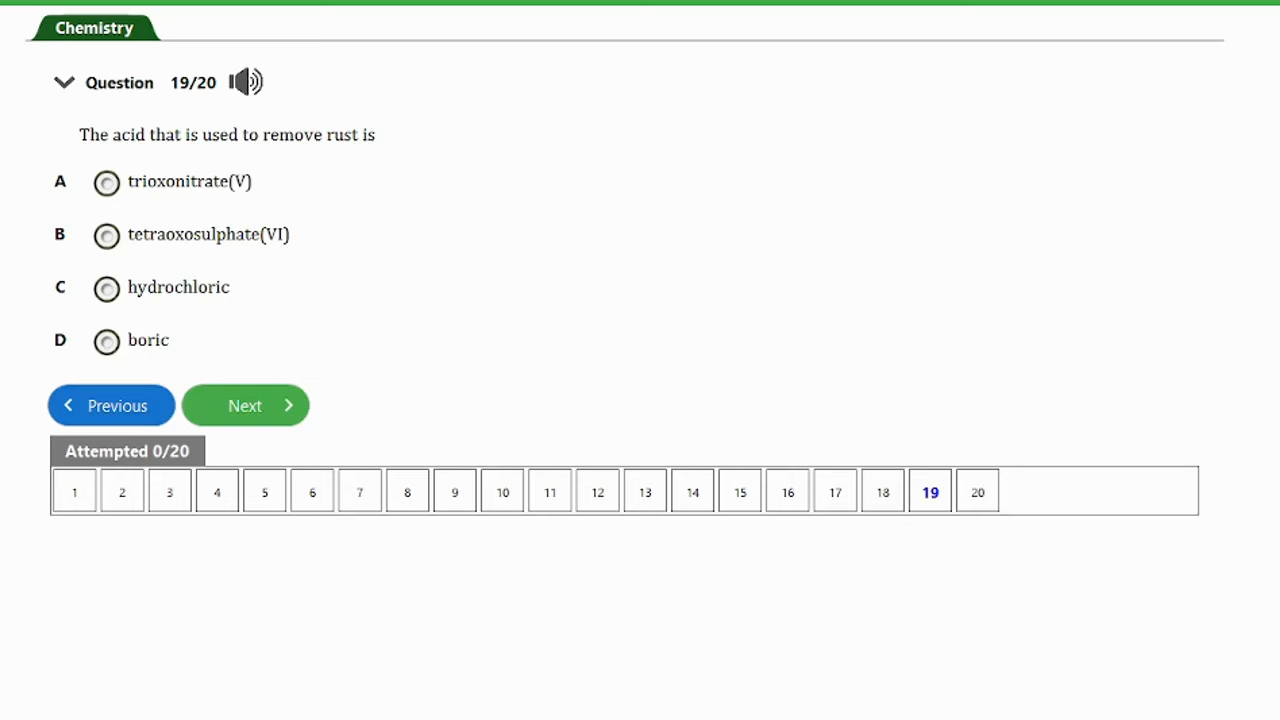 Chemistry
Question 19/20
The acid that is used to remove rust is
A trioxonitrate(V)
B tetraoxosulphate(VI)
C hydrochloric
D boric
Previous Next
Attempted 0/20
1 2 3 4 5 6 7 8 9 10 11 12 13 14 15 16 17 18 19 20